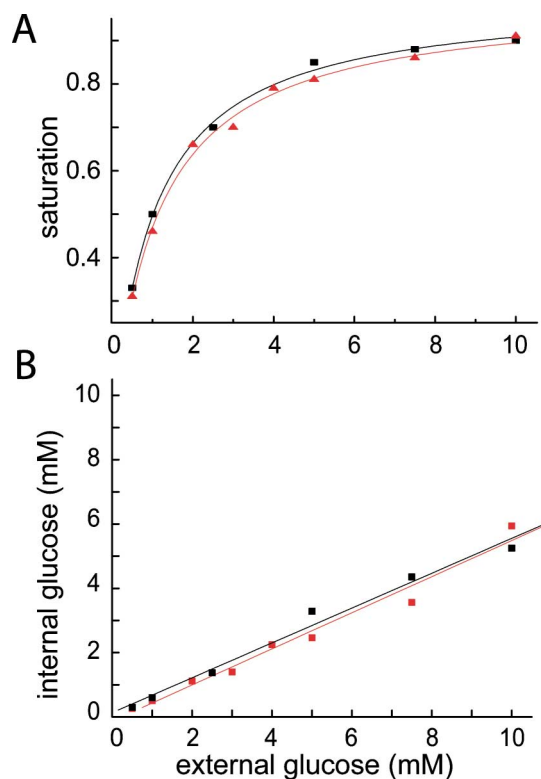 A
saturation
0.8
0.6
0.4
0 2 4 6 8 10
B
internal glucose (mM)
10
8
6
4
2
0
0 2 4 6 8 10
external glucose (mM)